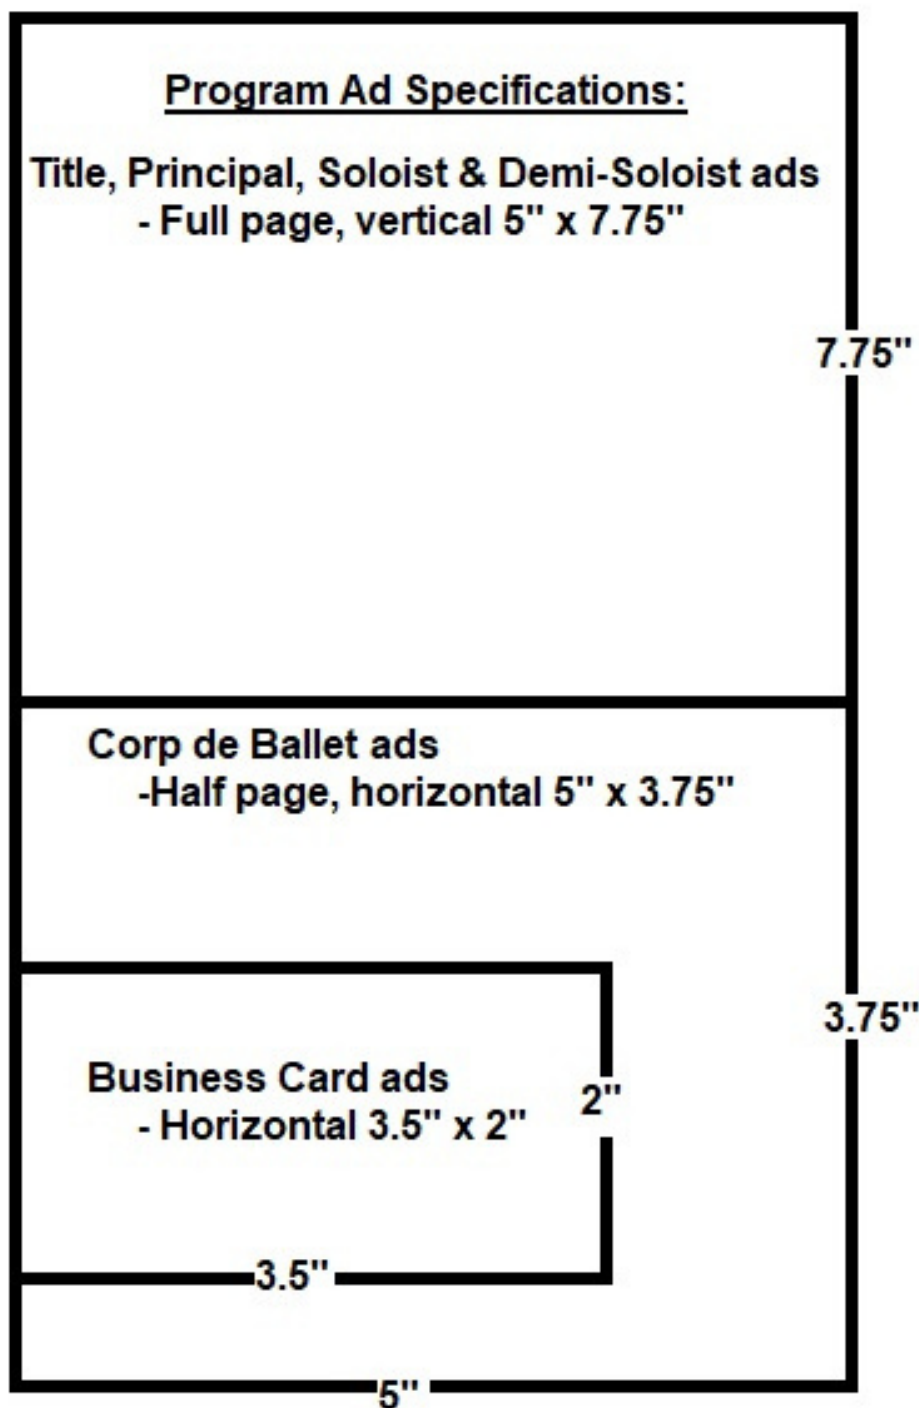 Program Ad Specifications:
Title, Principal, Soloist & Demi-Soloist ads
- Full page, vertical 5" x 7.75"
7.75"
Corp de Ballet ads
-Half page, horizontal 5" x 3.75"
3.75"
Business Card ads
- Horizontal 3.5" x 2"
2"
3.5"
5"